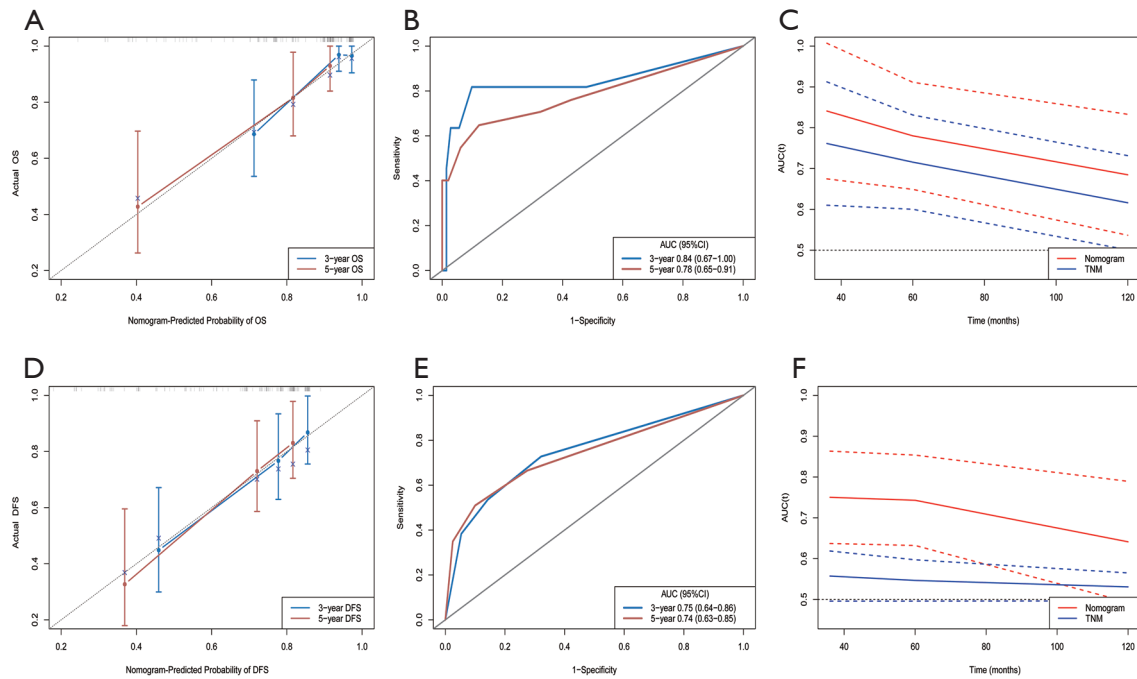 A
1.0
0.8
0.6
0.4
0.2
Actual OS
3-year OS
5-year OS
0.2 0.4 0.6 0.8 1.0
Nomogram-Predicted Probability of OS
B
1.0
0.8
0.6
0.4
0.2
0.0
Sensitivity
AUC (95%CI)
3-year 0.84 (0.67-1.00)
5-year 0.78 (0.65-0.91)
0.0 0.2 0.4 0.6 0.8 1.0
1-Specificity
C
1.0
0.9
0.8
0.7
0.6
0.5
AUC(t)
Nomogram
TNM
40 60 80 100 120
Time (months)
D
1.0
0.8
0.6
0.4
0.2
Actual DFS
3-year DFS
5-year DFS
0.2 0.4 0.6 0.8 1.0
Nomogram-Predicted Probability of DFS
E
1.0
0.8
0.6
0.4
0.2
0.0
Sensitivity
AUC (95%CI)
3-year 0.75 (0.64-0.86)
5-year 0.74 (0.63-0.85)
0.0 0.2 0.4 0.6 0.8 1.0
1-Specificity
F
1.0
0.9
0.8
0.7
0.6
0.5
AUC(t)
Nomogram
TNM
40 60 80 100 120
Time (months)